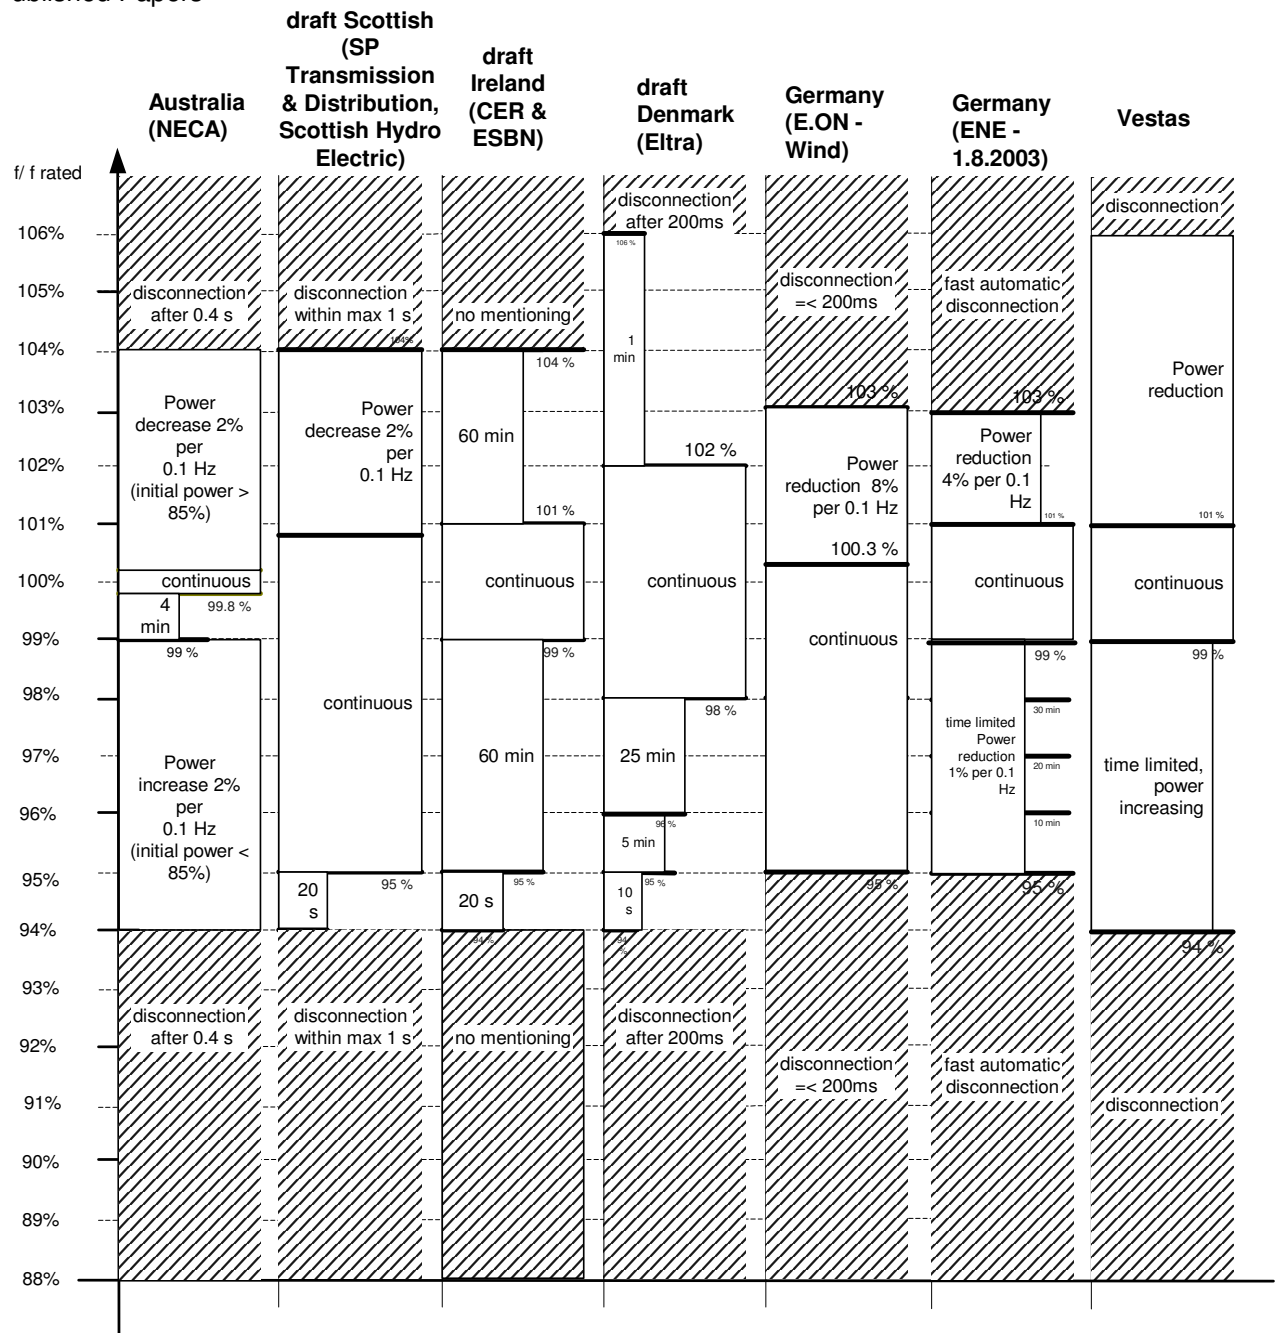 ublished Papers
draft Scottish
(SP
Transmission
& Distribution,
Scottish Hydro
Electric)
draft
Ireland
(CER &
ESBN)
Australia
(NECA)
draft
Denmark
(Eltra)
Germany
(E.ON -
Wind)
Germany
(ENE -
1.8.2003)
Vestas
f/ f rated
106%
105%
104%
103%
102%
101%
100%
99%
98%
97%
96%
95%
94%
93%
92%
91%
90%
89%
88%
disconnection
after 0.4 s
Power
decrease 2%
per
0.1 Hz
(initial power >
85%)
continuous
4
min
99.8 %
99 %
Power
increase 2%
per
0.1 Hz
(initial power <
85%)
disconnection
after 0.4 s
disconnection
within max 1 s
104%
Power
decrease 2%
per
0.1 Hz
continuous
20
s
95 %
disconnection
within max 1 s
no mentioning
104 %
60 min
101 %
continuous
99 %
60 min
95 %
20 s
94 %
no mentioning
disconnection
after 200ms
106 %
1
min
102 %
continuous
98 %
25 min
96 %
5 min
95 %
10
s
94
%
disconnection
after 200ms
disconnection
=< 200ms
103 %
Power
reduction 8%
per 0.1 Hz
100.3 %
continuous
95 %
disconnection
=< 200ms
fast automatic
disconnection
103 %
Power
reduction
4% per 0.1
Hz
101 %
continuous
99 %
30 min
time limited
Power
reduction
1% per 0.1
Hz
20 min
10 min
95 %
fast automatic
disconnection
disconnection
Power
reduction
101 %
continuous
99 %
time limited,
power
increasing
94 %
disconnection